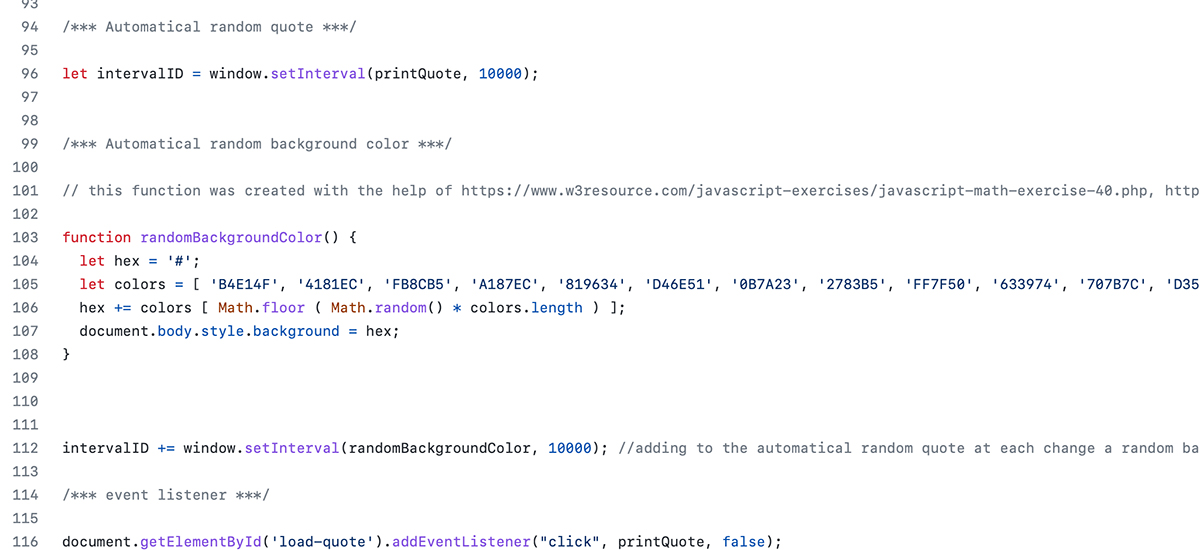 93
94 /*** Automatical random quote ***/
95
96 let intervalID = window.setInterval(printQuote, 10000);
97
98
99 /*** Automatical random background color ***/
100
101 // this function was created with the help of https://www.w3resource.com/javascript-exercises/javascript-math-exercise-40.php, http
102
103 function randomBackgroundColor() {
104 let hex = '#';
105 let colors = [ 'B4E14F', '4181EC', 'FB8CB5', 'A187EC', '819634', 'D46E51', '0B7A23', '2783B5', 'FF7F50', '633974', '707B7C', 'D35
106 hex += colors [ Math.floor ( Math.random() * colors.length ) ];
107 document.body.style.background = hex;
108 }
109
110
111
112 intervalID += window.setInterval(randomBackgroundColor, 10000); //adding to the automatical random quote at each change a random ba
113
114 /*** event listener ***/
115
116 document.getElementById('load-quote').addEventListener("click", printQuote, false);